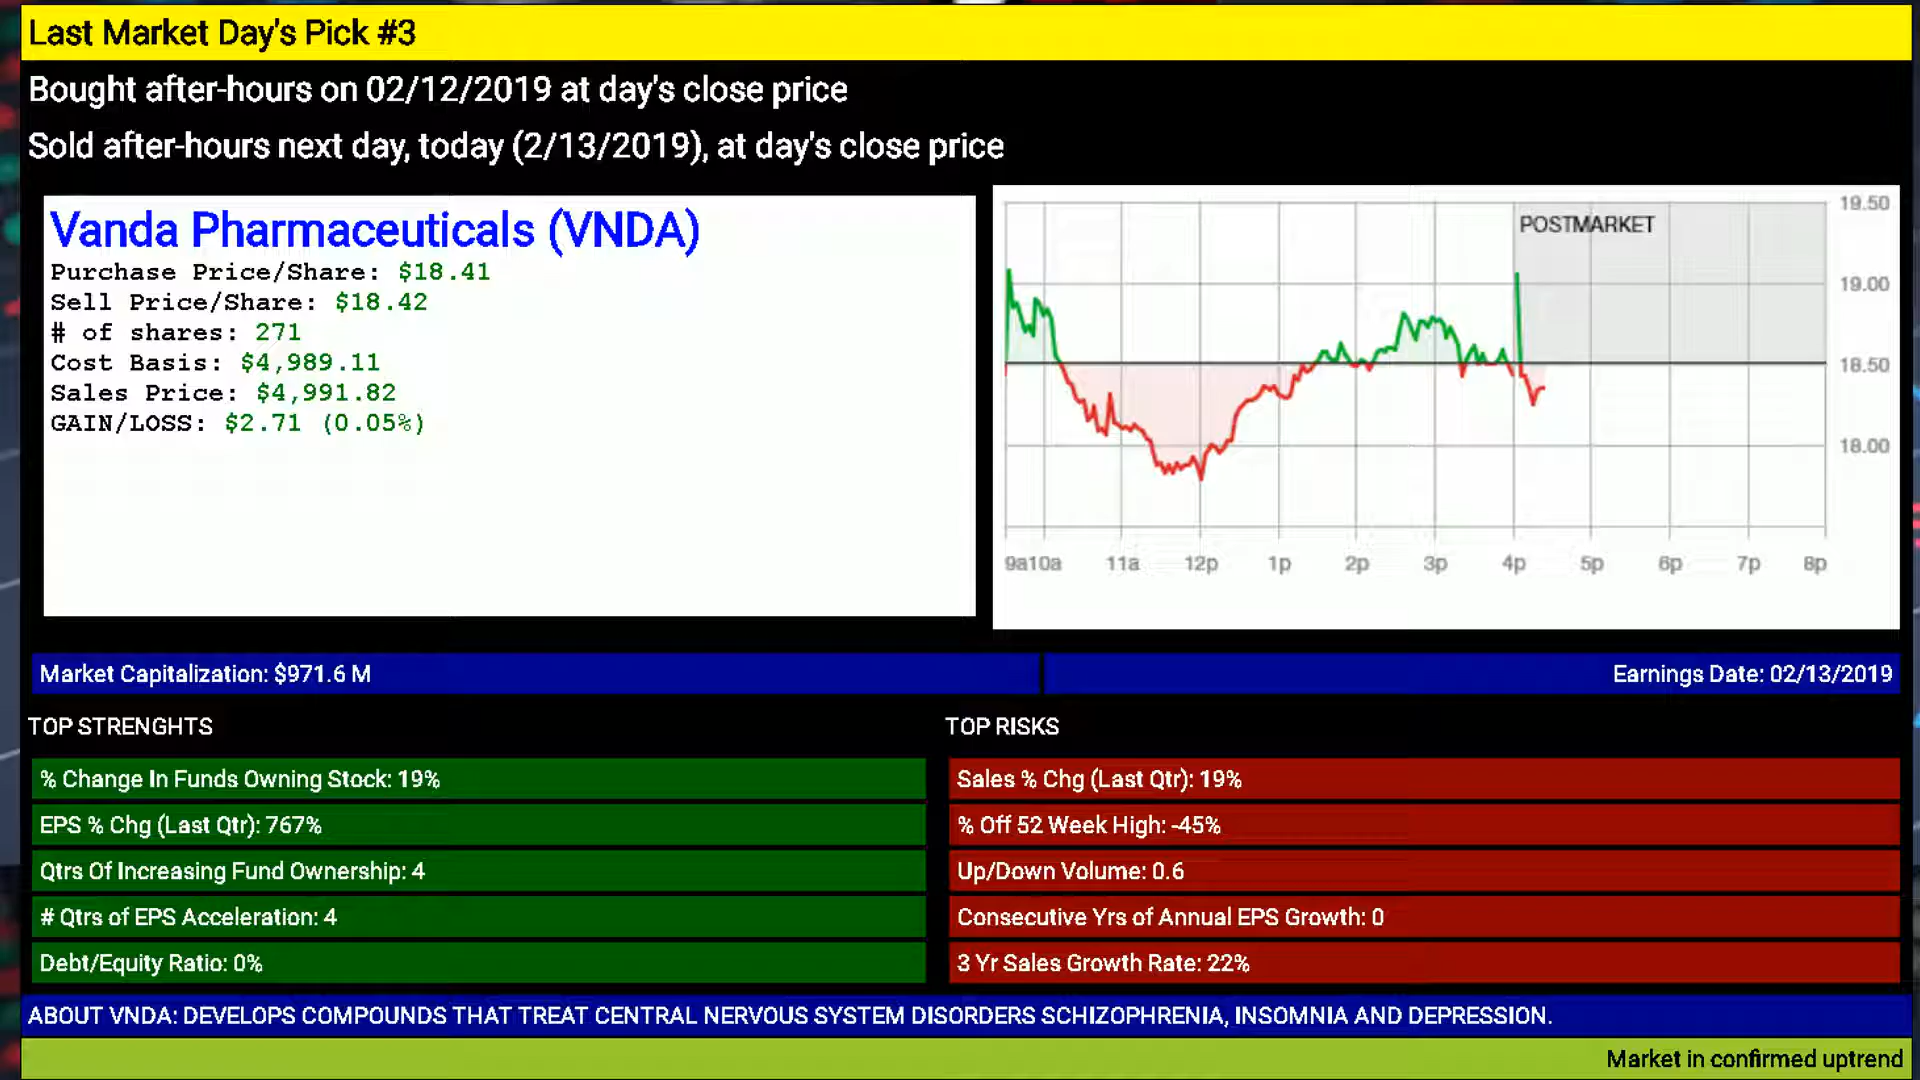 Last Market Day's Pick #3
Bought after-hours on 02/12/2019 at day's close price
Sold after-hours next day, today (2/13/2019), at day's close price
Vanda Pharmaceuticals (VNDA)
Purchase Price/Share: $18.41
Sell Price/Share: $18.42
# of shares: 271
Cost Basis: $4,989.11
Sales Price: $4,991.82
GAIN/LOSS: $2.71 (0.05%)
POSTMARKET
19.50
19.00
18.50
18.00
9a10a 11a 12p 1p 2p 3p 4p 5p 6p 7p 8p
Market Capitalization: $971.6 M
Earnings Date: 02/13/2019
TOP STRENGHTS
% Change In Funds Owning Stock: 19%
EPS % Chg (Last Qtr): 767%
Qtrs Of Increasing Fund Ownership: 4
# Qtrs of EPS Acceleration: 4
Debt/Equity Ratio: 0%
TOP RISKS
Sales % Chg (Last Qtr): 19%
% Off 52 Week High: -45%
Up/Down Volume: 0.6
Consecutive Yrs of Annual EPS Growth: 0
3 Yr Sales Growth Rate: 22%
ABOUT VNDA: DEVELOPS COMPOUNDS THAT TREAT CENTRAL NERVOUS SYSTEM DISORDERS SCHIZOPHRENIA, INSOMNIA AND DEPRESSION.
Market in confirmed uptrend